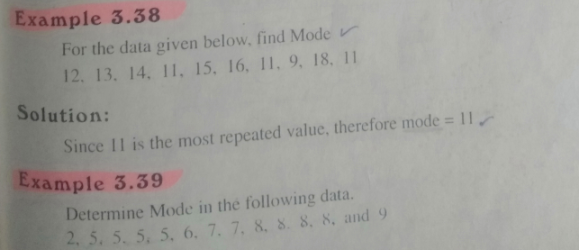 Example 3.38
For the data given below, find Mode
12, 13, 14, 11, 15, 16, 11, 9, 18, 11
Solution:
Since 11 is the most repeated value, therefore mode = 11
Example 3.39
Determine Mode in the following data.
2, 5, 5, 5, 5, 6, 7, 7, 8, 8, 8, 8, and 9